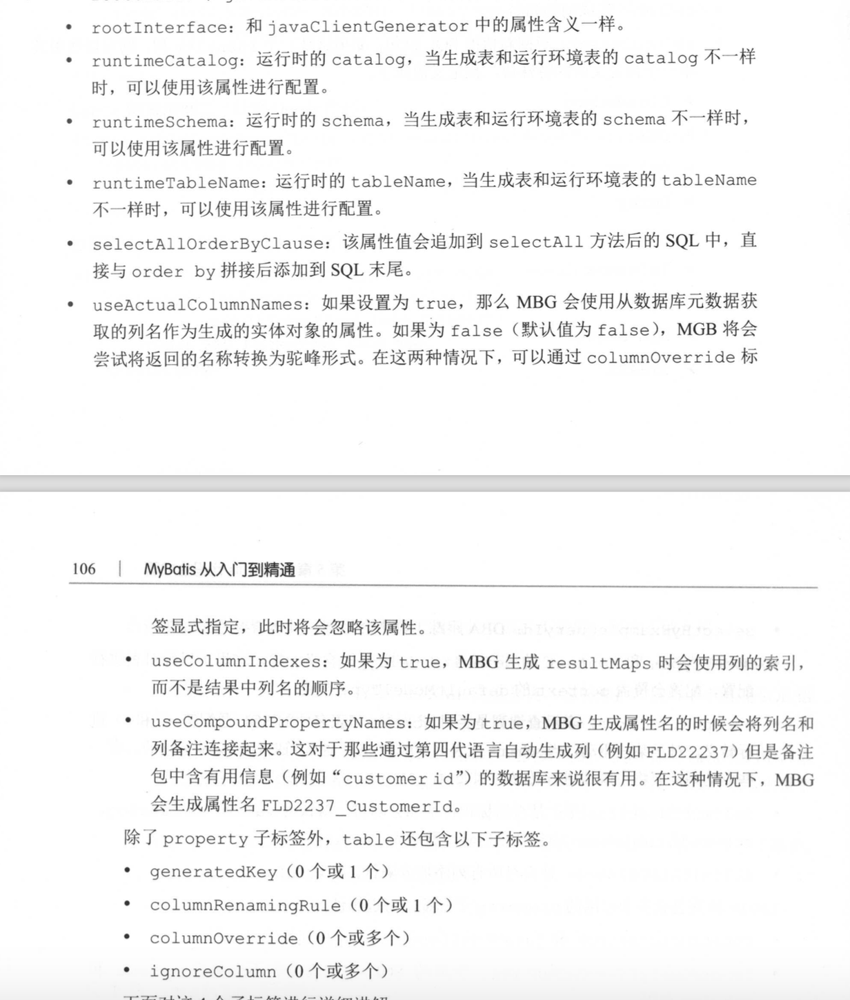 • rootInterface：和 javaClientGenerator 中的属性含义一样。
• runtimeCatalog：运行时的 catalog，当生成表和运行环境表的 catalog 不一样
时，可以使用该属性进行配置。
• runtimeSchema：运行时的 schema，当生成表和运行环境表的 schema 不一样时，
可以使用该属性进行配置。
• runtimeTableName：运行时的 tableName，当生成表和运行环境表的 tableName
不一样时，可以使用该属性进行配置。
• selectAllOrderByClause：该属性值会追加到 selectAll 方法后的 SQL 中，直
接与 order by 拼接后添加到 SQL 末尾。
• useActualColumnNames：如果设置为 true，那么 MBG 会使用从数据库元数据获
取的列名作为生成的实体对象的属性。如果为 false（默认值为 false），MGB 将会
尝试将返回的名称转换为驼峰形式。在这两种情况下，可以通过 columnOverride 标
106 | MyBatis 从入门到精通
签显式指定，此时将会忽略该属性。
• useColumnIndexes：如果为 true，MBG 生成 resultMaps 时会使用列的索引，
而不是结果中列名的顺序。
• useCompoundPropertyNames：如果为 true，MBG 生成属性名的时候会将列名和
列备注连接起来。这对于那些通过第四代语言自动生成列（例如 FLD22237）但是备注
包中含有用信息（例如“customer id”）的数据库来说很有用。在这种情况下，MBG
会生成属性名 FLD2237_CustomerId。
除了 property 子标签外，table 还包含以下子标签。
• generatedKey（0 个或 1 个）
• columnRenamingRule（0 个或 1 个）
• columnOverride（0 个或多个）
• ignoreColumn（0 个或多个）